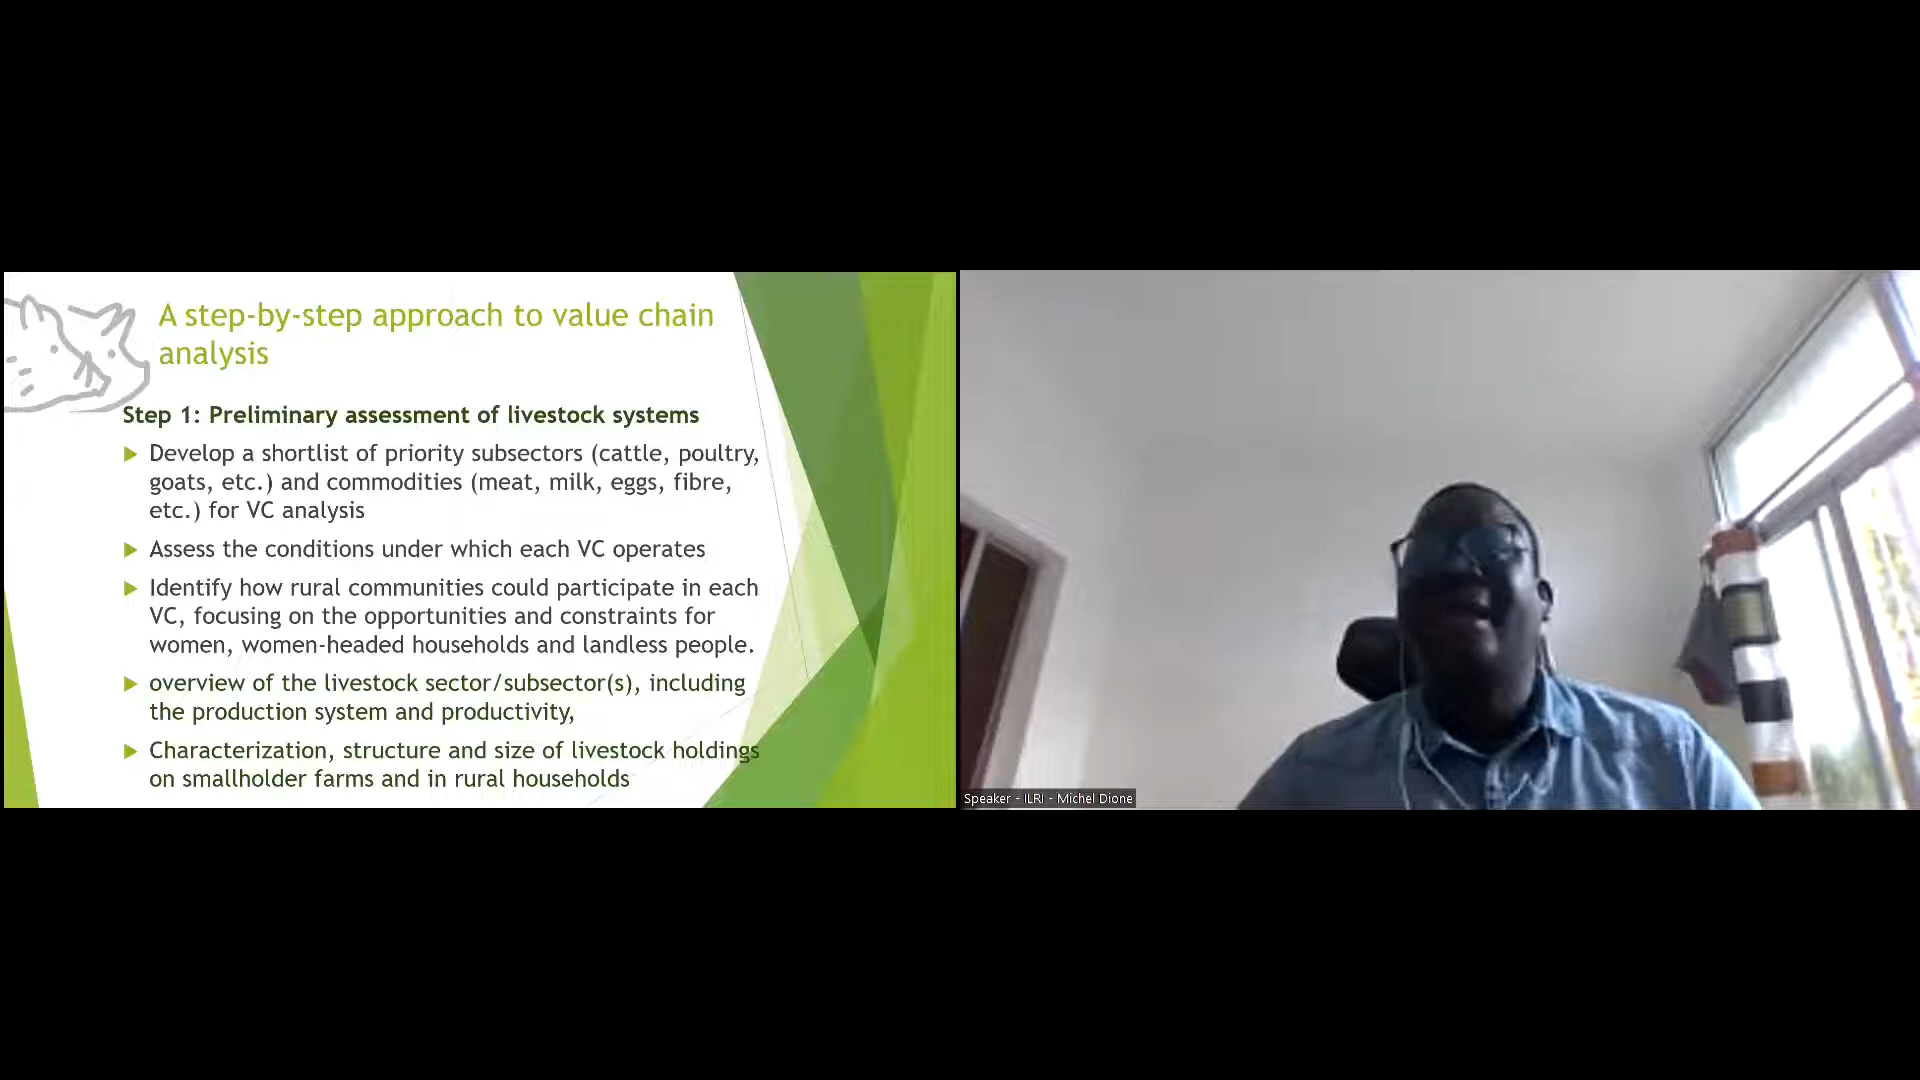 A step-by-step approach to value chain
analysis
Step 1: Preliminary assessment of livestock systems
Develop a shortlist of priority subsectors (cattle, poultry,
goats, etc.) and commodities (meat, milk, eggs, fibre,
etc.) for VC analysis
Assess the conditions under which each VC operates
Identify how rural communities could participate in each
VC, focusing on the opportunities and constraints for
women, women-headed households and landless people.
overview of the livestock sector/subsector(s), including
the production system and productivity,
Characterization, structure and size of livestock holdings
on smallholder farms and in rural households
Speaker - ILRI - Michel Dione